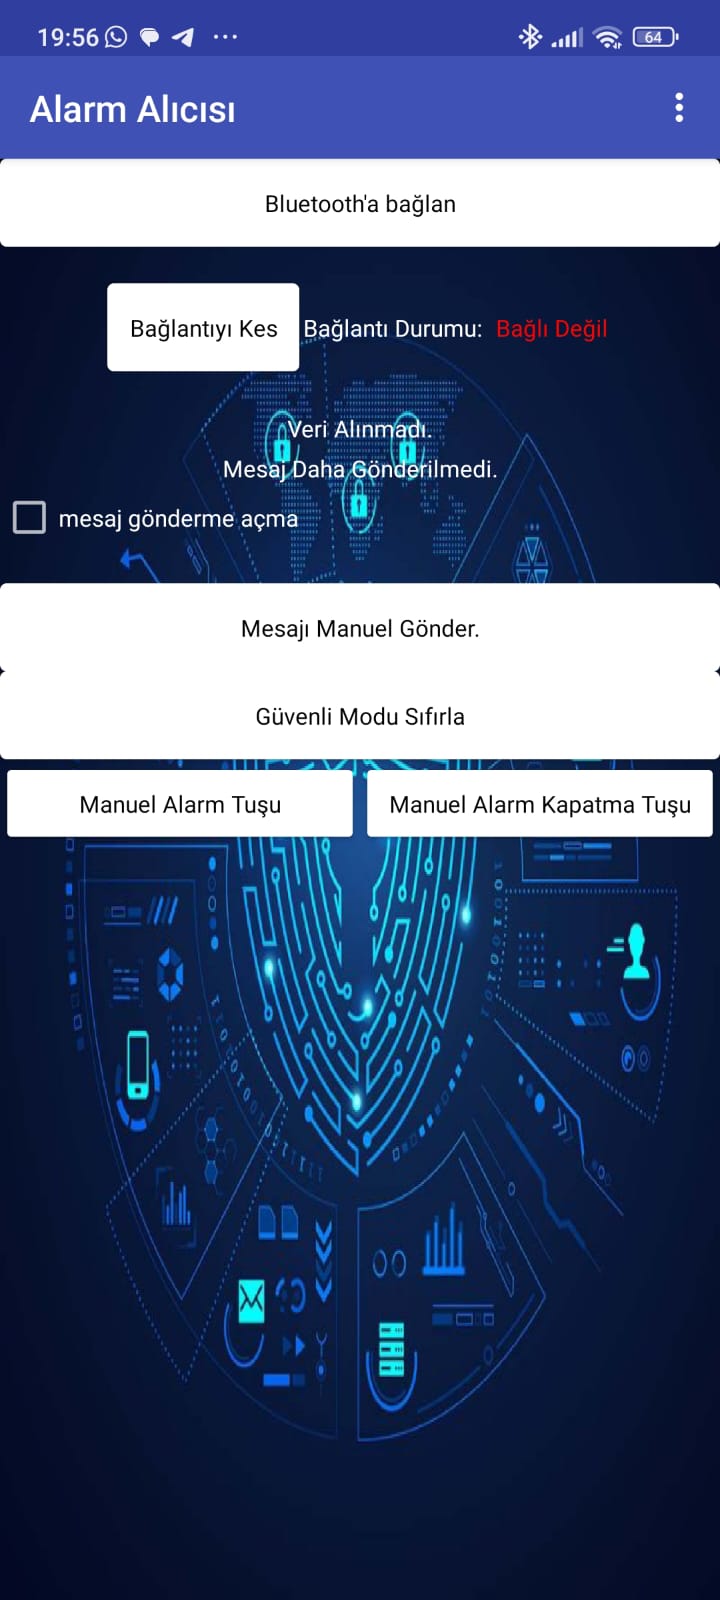 19:56 64
Alarm Alıcısı
Bluetooth'a bağlan
Bağlantıyı Kes Bağlantı Durumu: Bağlı Değil
Veri Alınmadı.
Mesaj Daha Gönderilmedi.
mesaj gönderme açma
Mesajı Manuel Gönder.
Güvenli Modu Sıfırla
Manuel Alarm Tuşu Manuel Alarm Kapatma Tuşu